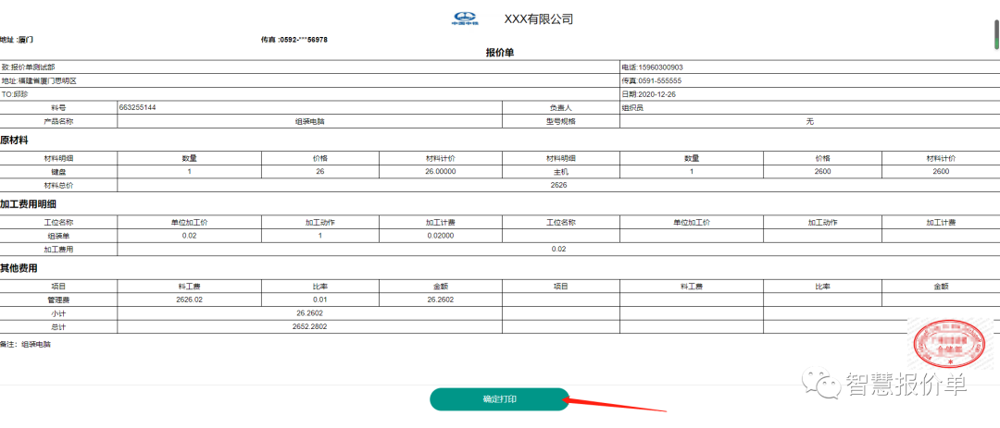 XXX有限公司
地址:厦门 传真:0592-***56978
报价单
致:报价单测试部 电话:15960300903
地址:福建省厦门思明区 传真:0591-555555
TO:邱珍 日期:2020-12-26
料号 663255144 负责人 组织员
产品名称 组装电脑 型号规格 无
原材料
材料明细 数量 价格 材料计价 材料明细 数量 价格 材料计价
键盘 1 26 26.00000 主机 1 2600 2600
材料总价 2626
加工费用明细
工位名称 单位加工价 加工动作 加工计费 工位名称 单位加工价 加工动作 加工计费
组装单 0.02 1 0.02000
加工费用 0.02
其他费用
项目 料工费 比率 金额 项目 料工费 比率 金额
管理费 2626.02 0.01 26.2602
小计 26.2602
总计 2652.2802
备注：组装电脑
智慧报价单
确定打印